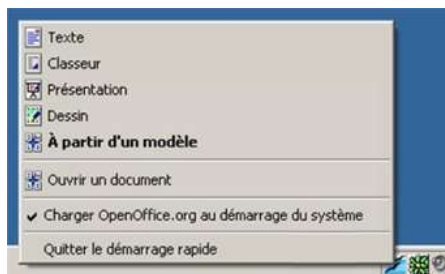 Texte
Classeur
Présentation
Dessin
À partir d'un modèle
Ouvrir un document
Charger OpenOffice.org au démarrage du système
Quitter le démarrage rapide